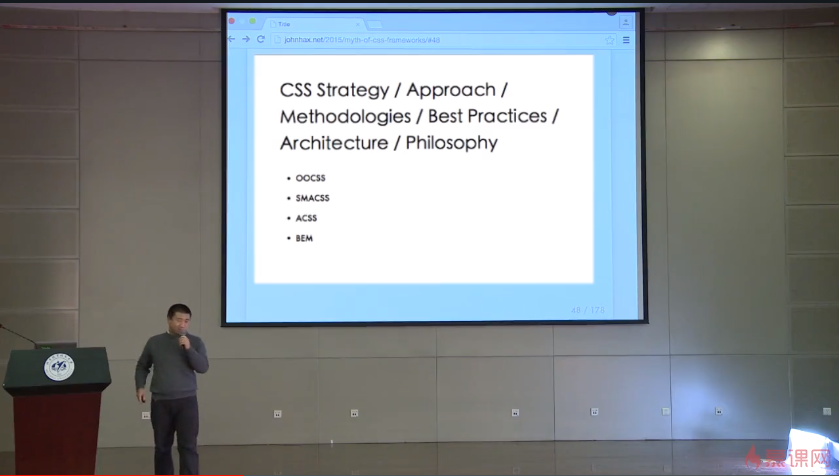 Title
johnhax.net/2015/myth-of-css-frameworks/#48
CSS Strategy / Approach /
Methodologies / Best Practices /
Architecture / Philosophy
• OOCSS
• SMACSS
• ACSS
• BEM
48 / 178
慕课网